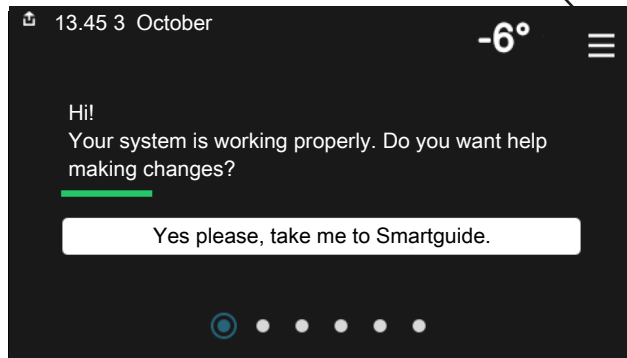 13.45 3 October
-6°
Hi!
Your system is working properly. Do you want help
making changes?
Yes please, take me to Smartguide.